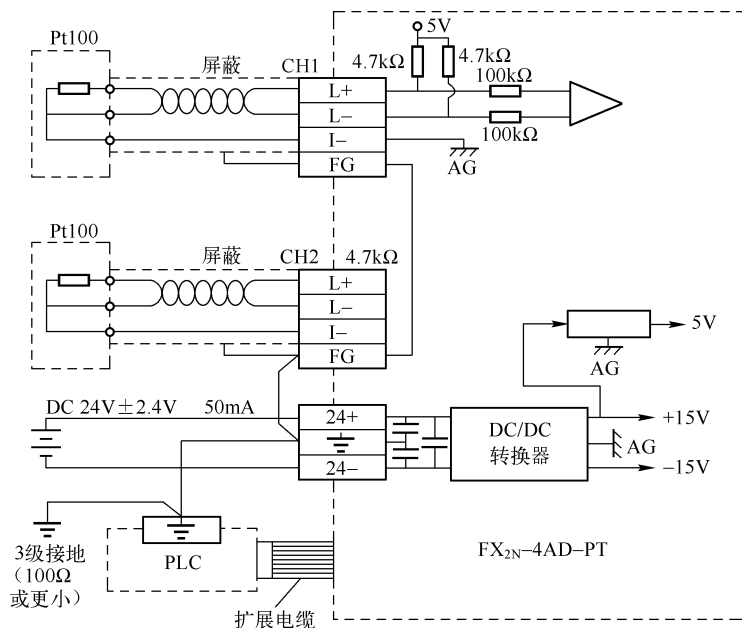 5V
Pt100
屏蔽
CH1
4.7kΩ
4.7kΩ
100kΩ
L+
L−
100kΩ
I−
AG
FG
Pt100
屏蔽
CH2
4.7kΩ
L+
L−
I−
FG
5V
AG
DC 24V±2.4V
50mA
24+
24−
DC/DC
转换器
+15V
AG
−15V
3级接地
(100Ω
或更小)
PLC
扩展电缆
FX2N−4AD−PT